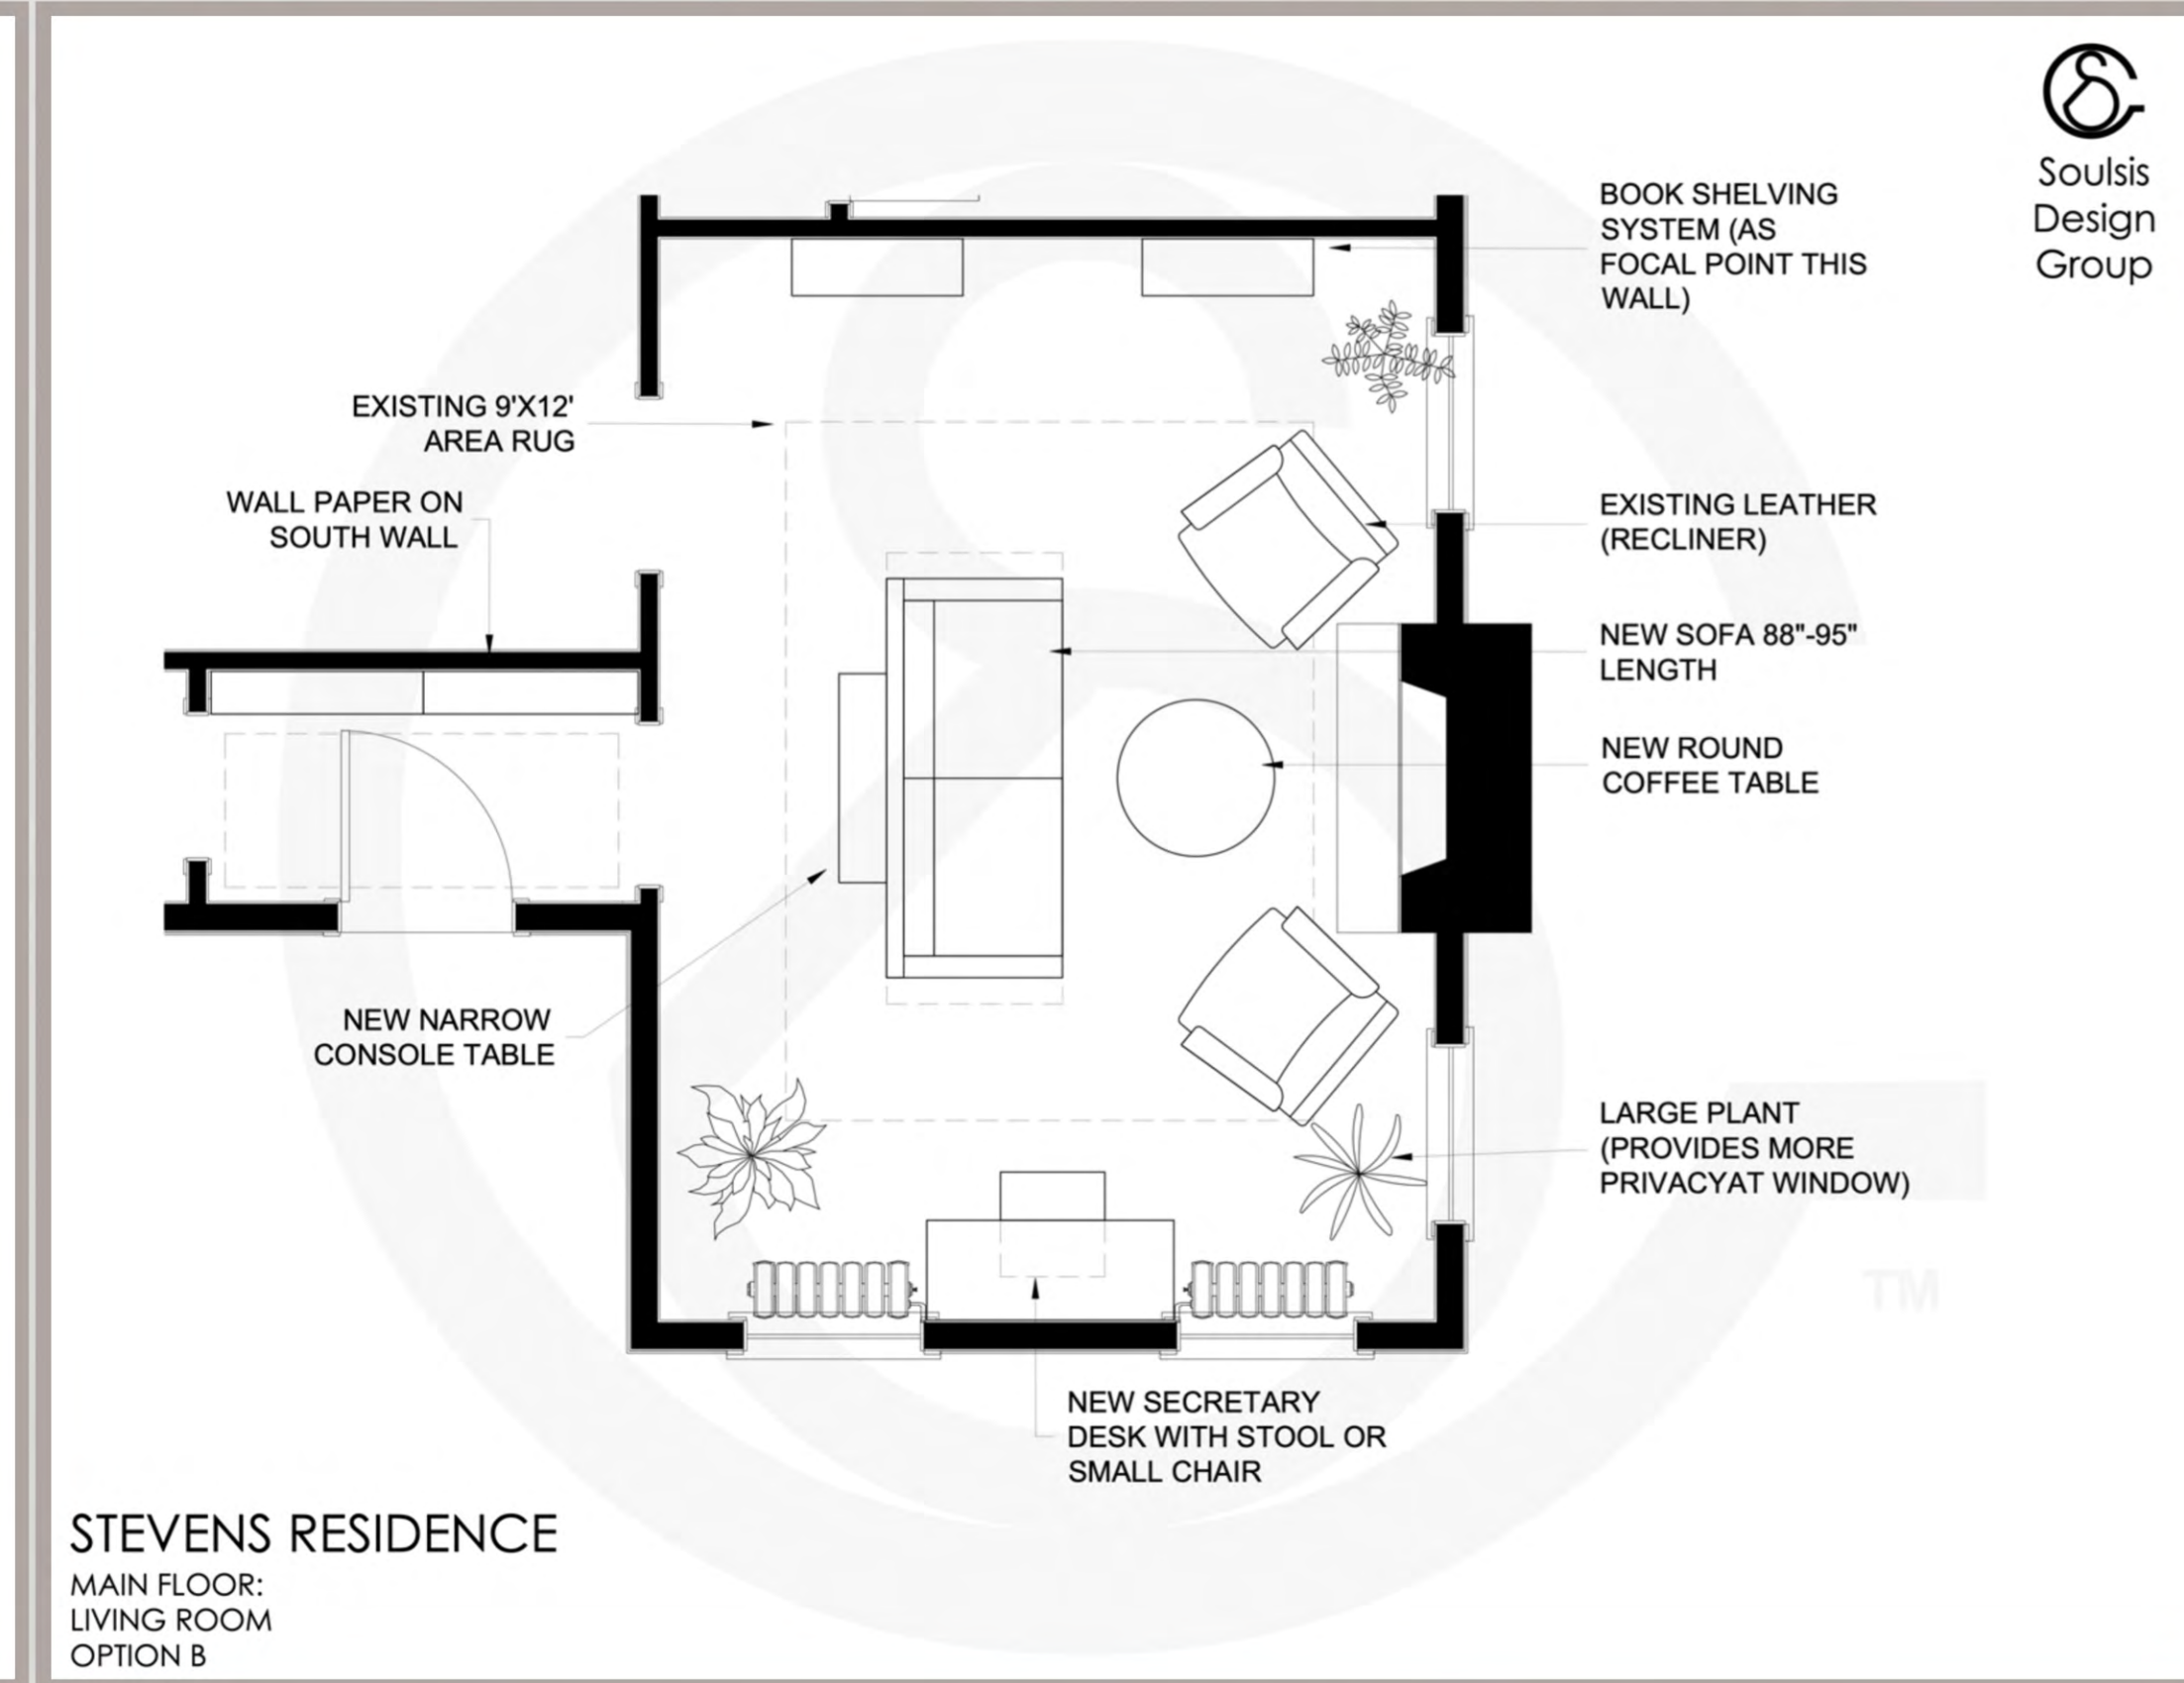 Soulsis
Design
Group
BOOK SHELVING
SYSTEM (AS
FOCAL POINT THIS
WALL)
EXISTING 9'X12'
AREA RUG
WALL PAPER ON
SOUTH WALL
EXISTING LEATHER
(RECLINER)
NEW SOFA 88"-95"
LENGTH
NEW ROUND
COFFEE TABLE
NEW NARROW
CONSOLE TABLE
LARGE PLANT
(PROVIDES MORE
PRIVACYAT WINDOW)
TM
NEW SECRETARY
DESK WITH STOOL OR
SMALL CHAIR
STEVENS RESIDENCE
MAIN FLOOR:
LIVING ROOM
OPTION B